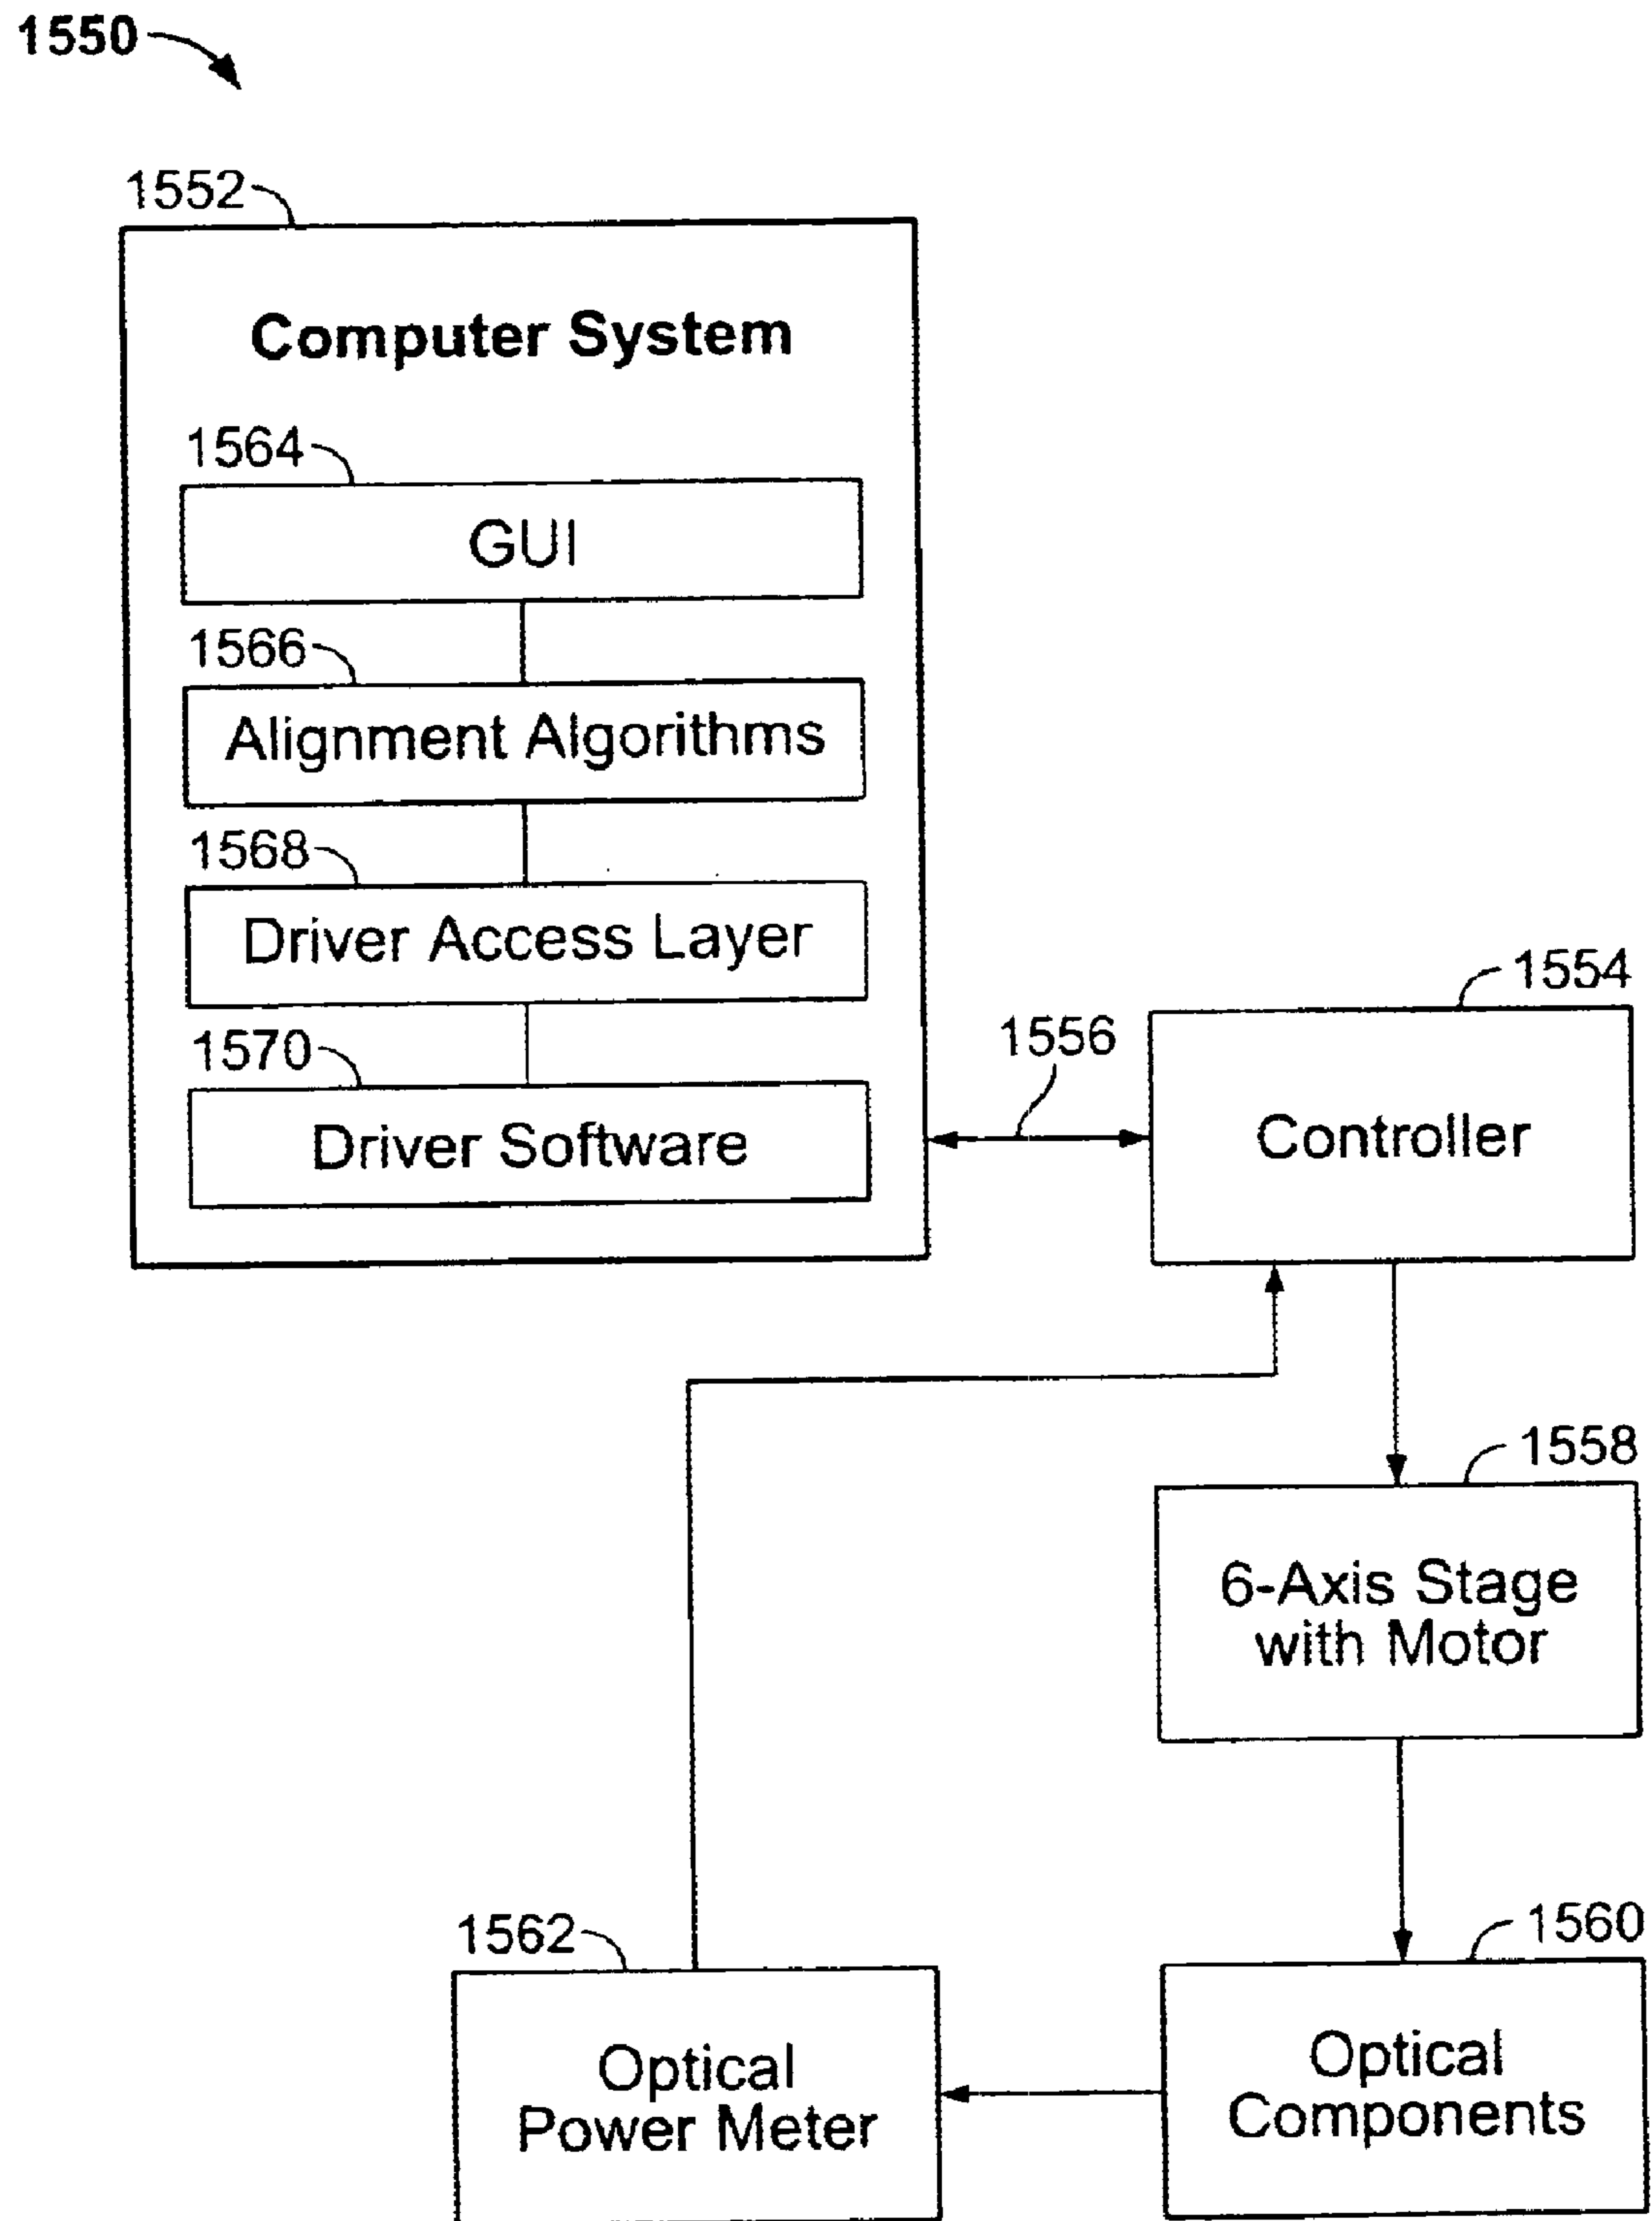 1550
1552
Computer System
1564
GUI
1566
Alignment Algorithms
1568
Driver Access Layer
1570
Driver Software
1556
1554
Controller
1558
6-Axis Stage
with Motor
1560
Optical
Components
1562
Optical
Power Meter